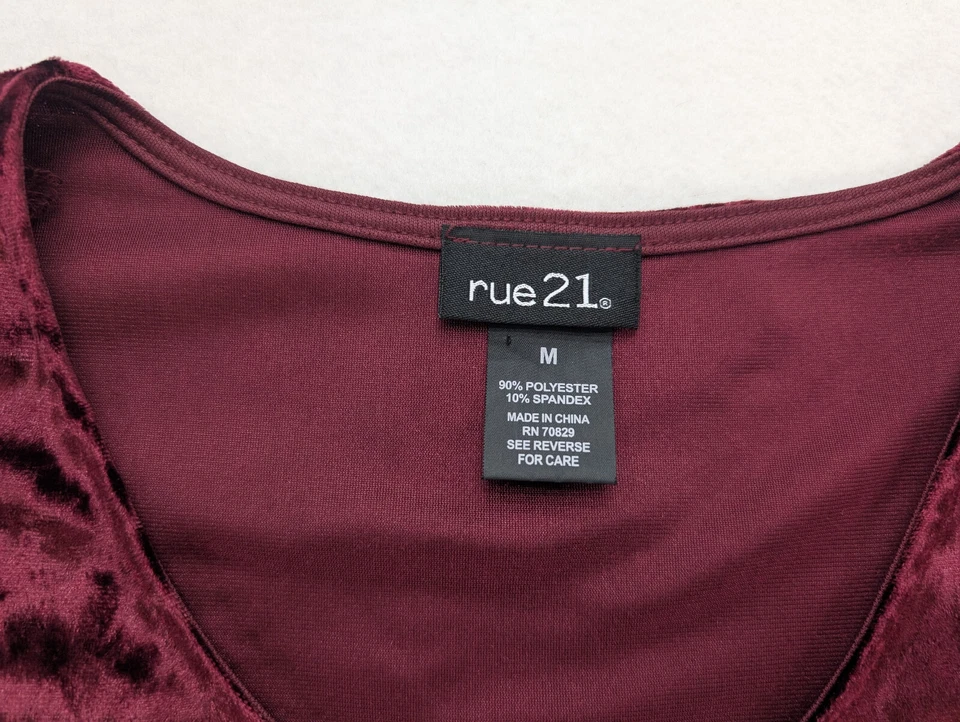 rue21®
M
90% POLYESTER
10% SPANDEX
MADE IN CHINA
RN 70829
SEE REVERSE
FOR CARE